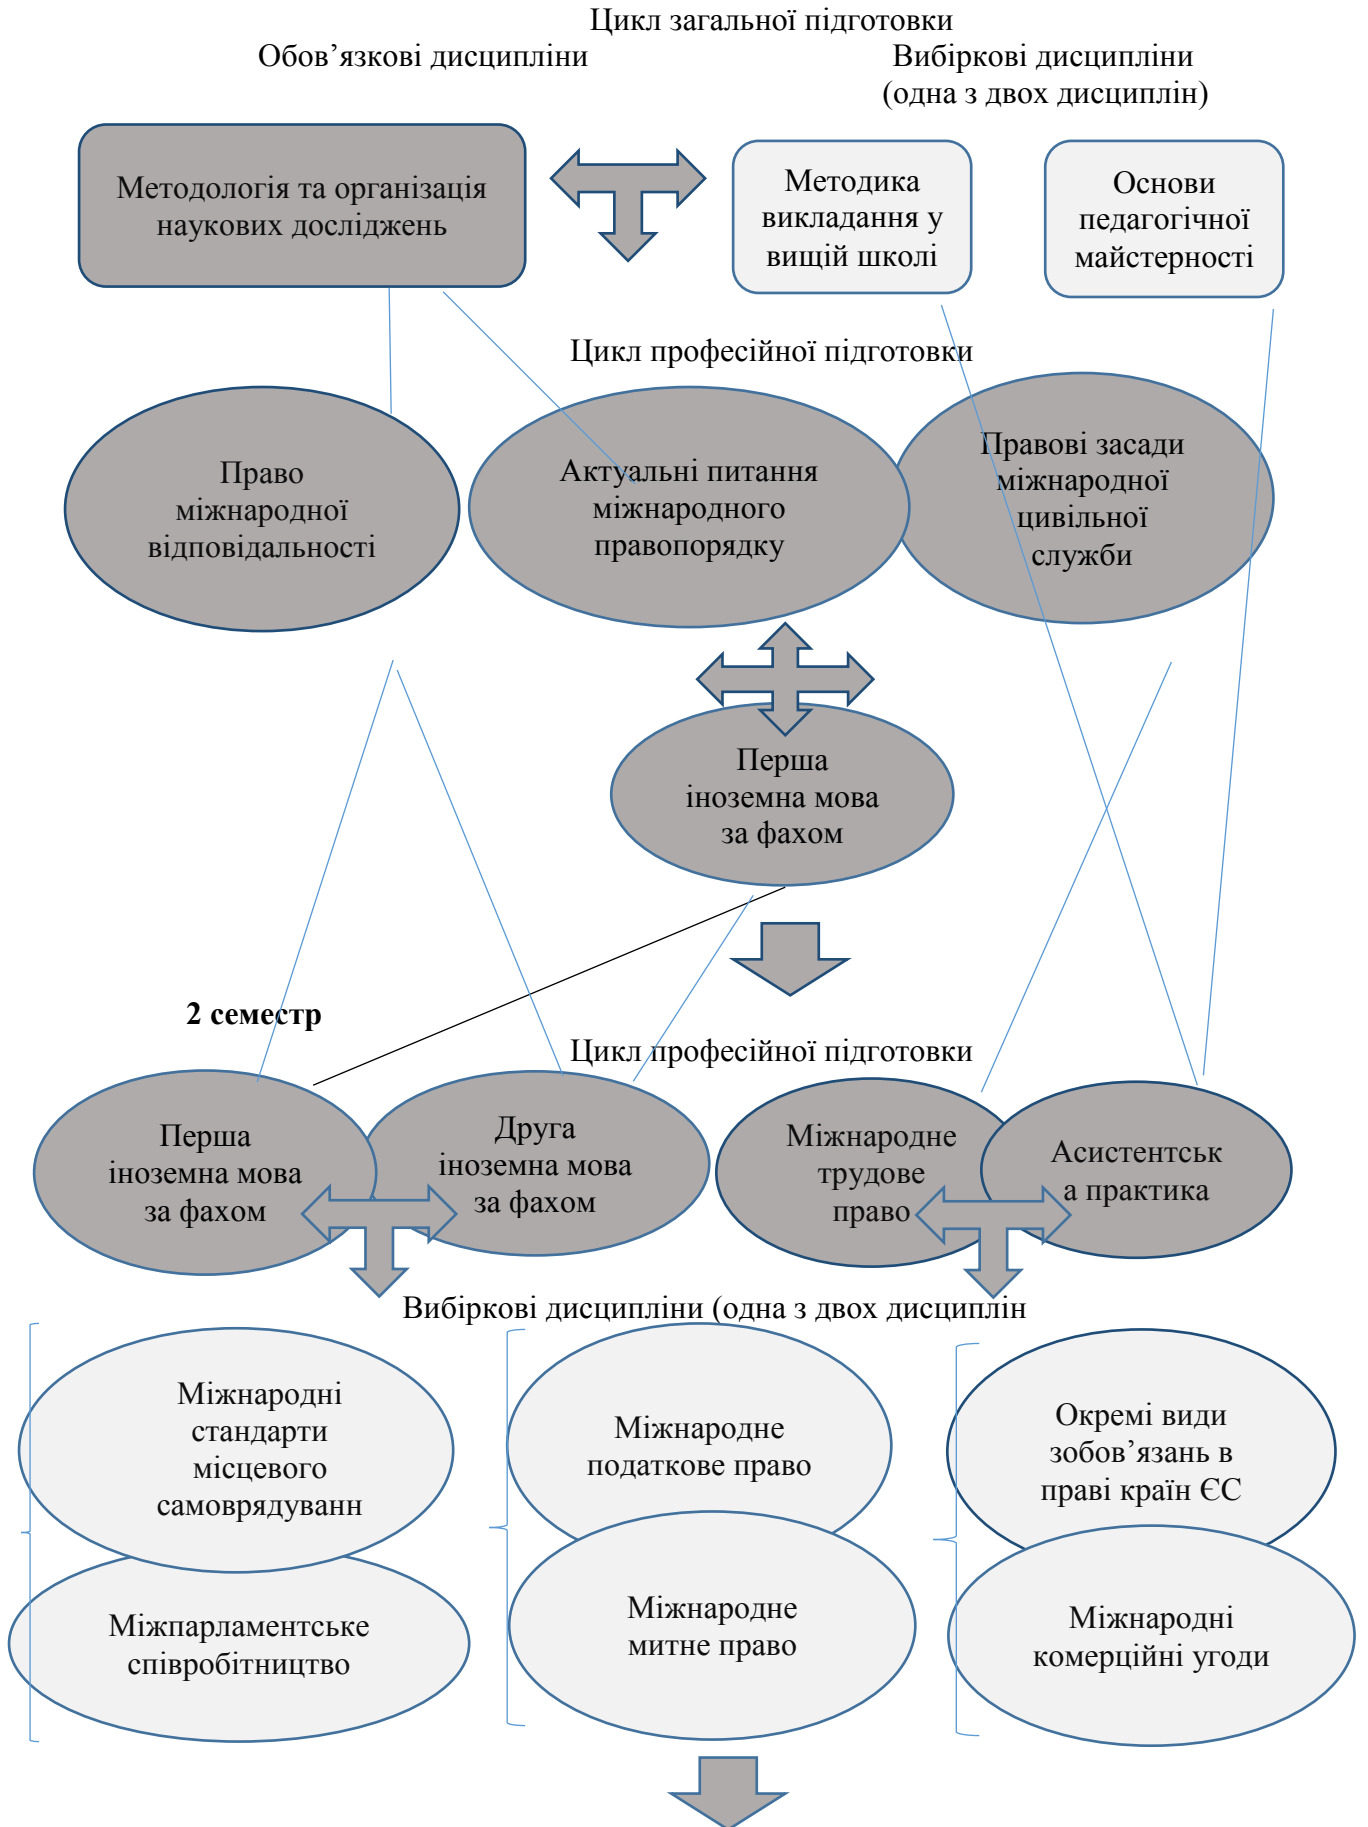 Цикл загальної підготовки
Обов’язкові дисципліни
Вибіркові дисципліни
(одна з двох дисциплін)
Методологія та організація
наукових досліджень
Методика
викладання у
вищій школі
Основи
педагогічної
майстерності
Цикл професійної підготовки
Право
міжнародної
відповідальності
Актуальні питання
міжнародного
правопорядку
Правові засади
міжнародної
цивільної
служби
Перша
іноземна мова
за фахом
2 семестр
Цикл професійної підготовки
Перша
іноземна мова
за фахом
Друга
іноземна мова
за фахом
Міжнародне
трудове
право
Асистентськ
а практика
Вибіркові дисципліни (одна з двох дисциплін
Міжнародні
стандарти
місцевого
самоврядуванн
Міжнародне
податкове право
Окремі види
зобов’язань в
праві країн ЄС
Міжпарламентське
співробітництво
Міжнародне
митне право
Міжнародні
комерційні угоди